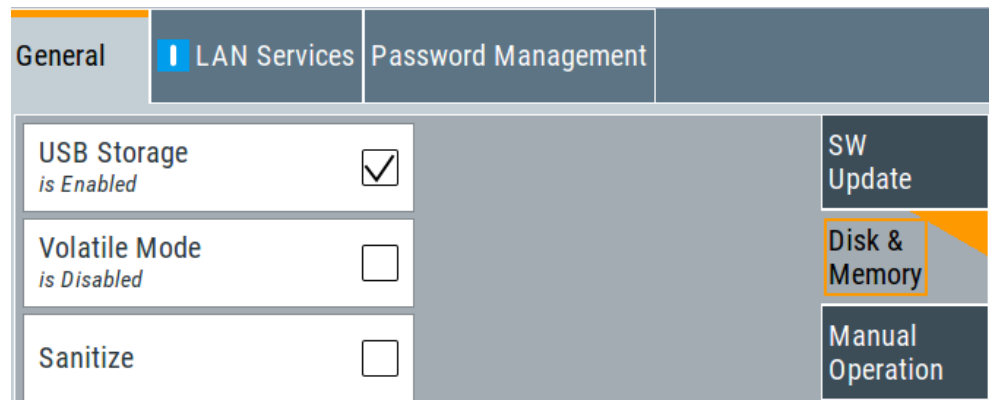 General
LAN Services
Password Management
USB Storage
is Enabled
Volatile Mode
is Disabled
Sanitize
SW
Update
Disk &
Memory
Manual
Operation